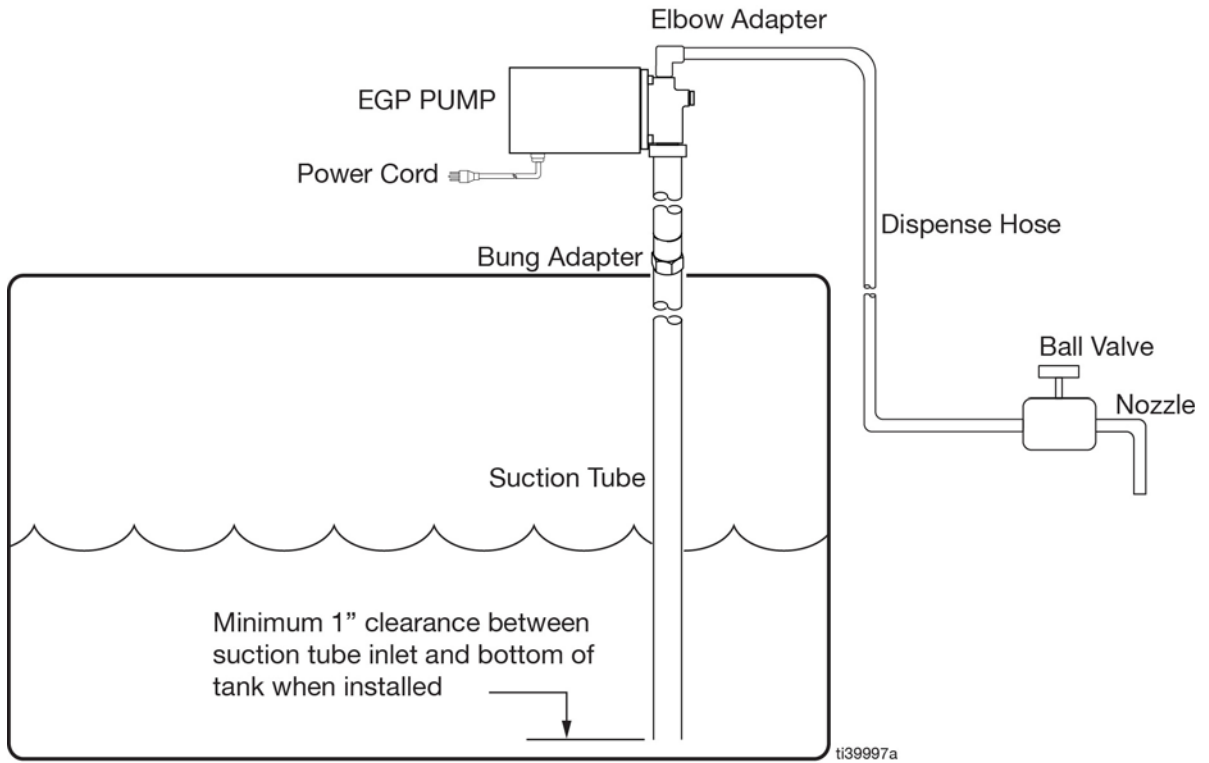 Elbow Adapter
EGP PUMP
Power Cord
Dispense Hose
Bung Adapter
Ball Valve
Nozzle
Suction Tube
Minimum 1” clearance between
suction tube inlet and bottom of
tank when installed
ti39997a